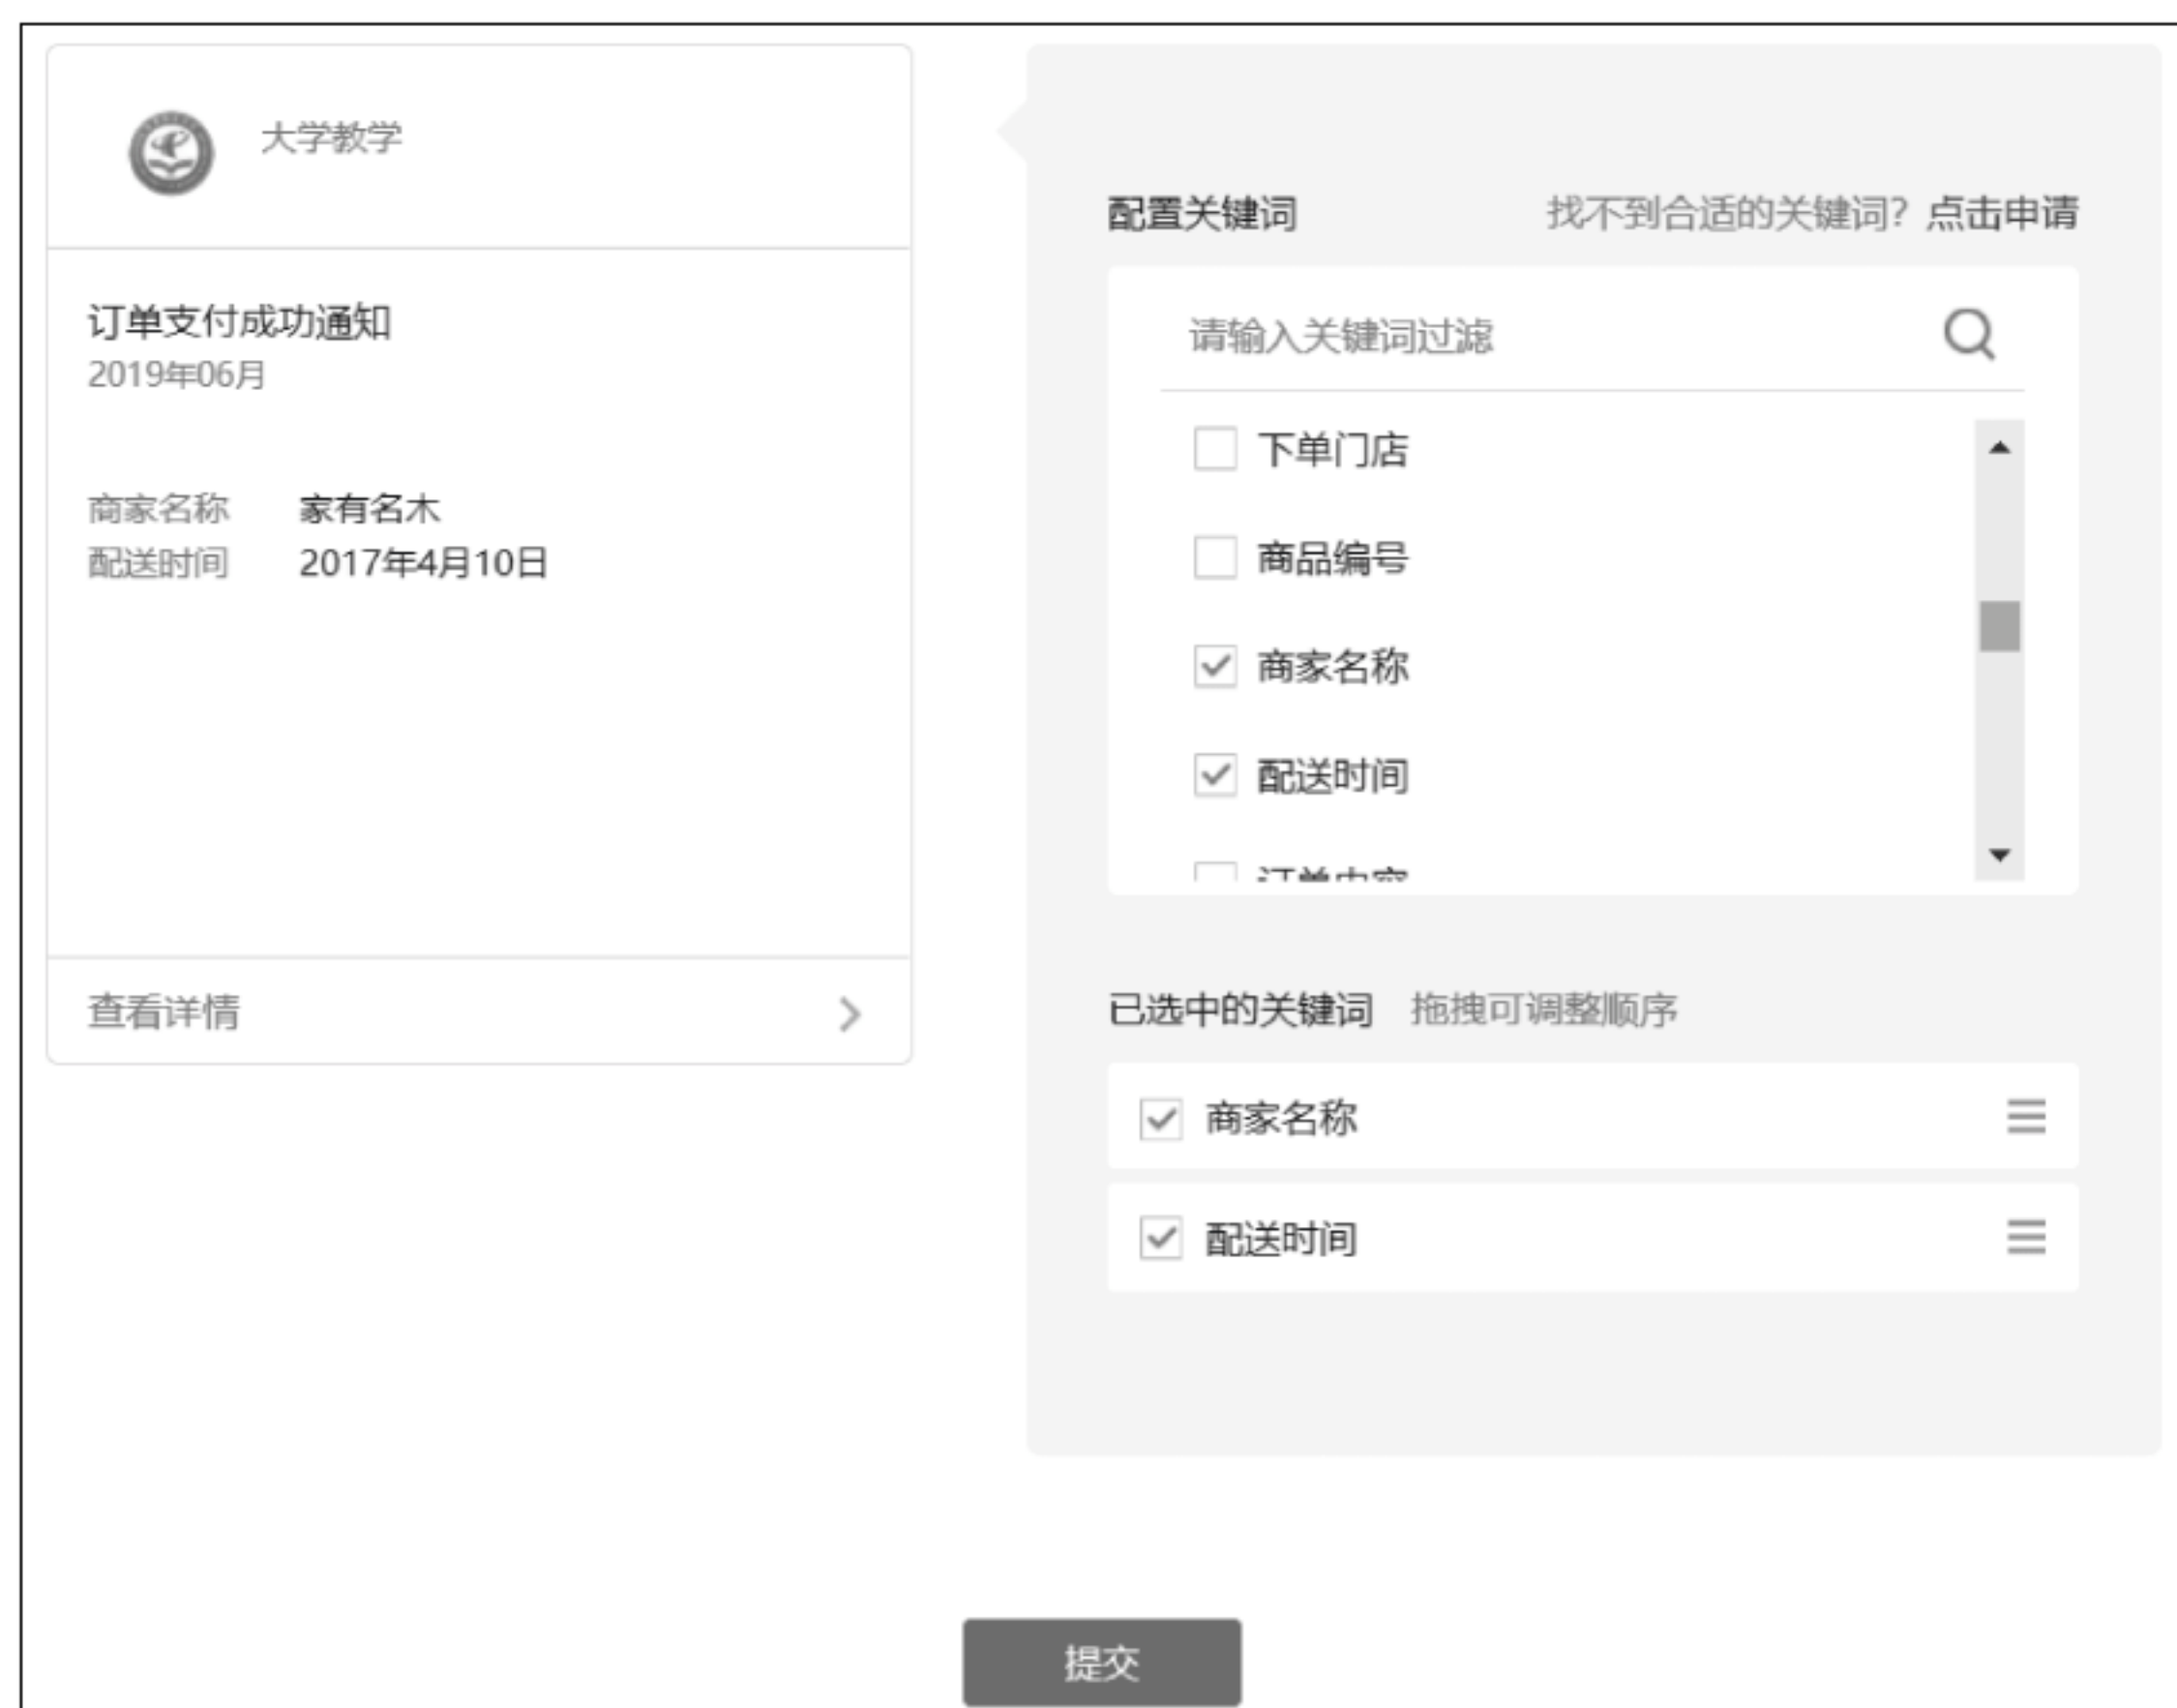 大学教学
订单支付成功通知
2019年06月
商家名称 家有名木
配送时间 2017年4月10日
查看详情
配置关键词 找不到合适的关键词？点击申请
请输入关键词过滤
下单门店
商品编号
商家名称
配送时间
订单内容
已选中的关键词 拖拽可调整顺序
商家名称
配送时间
提交